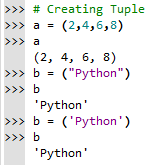 >>> # Creating Tuple
>>> a = (2,4,6,8)
>>> a
(2, 4, 6, 8)
>>> b = ("Python")
>>> b
'Python'
>>> b = ('Python')
>>> b
'Python'